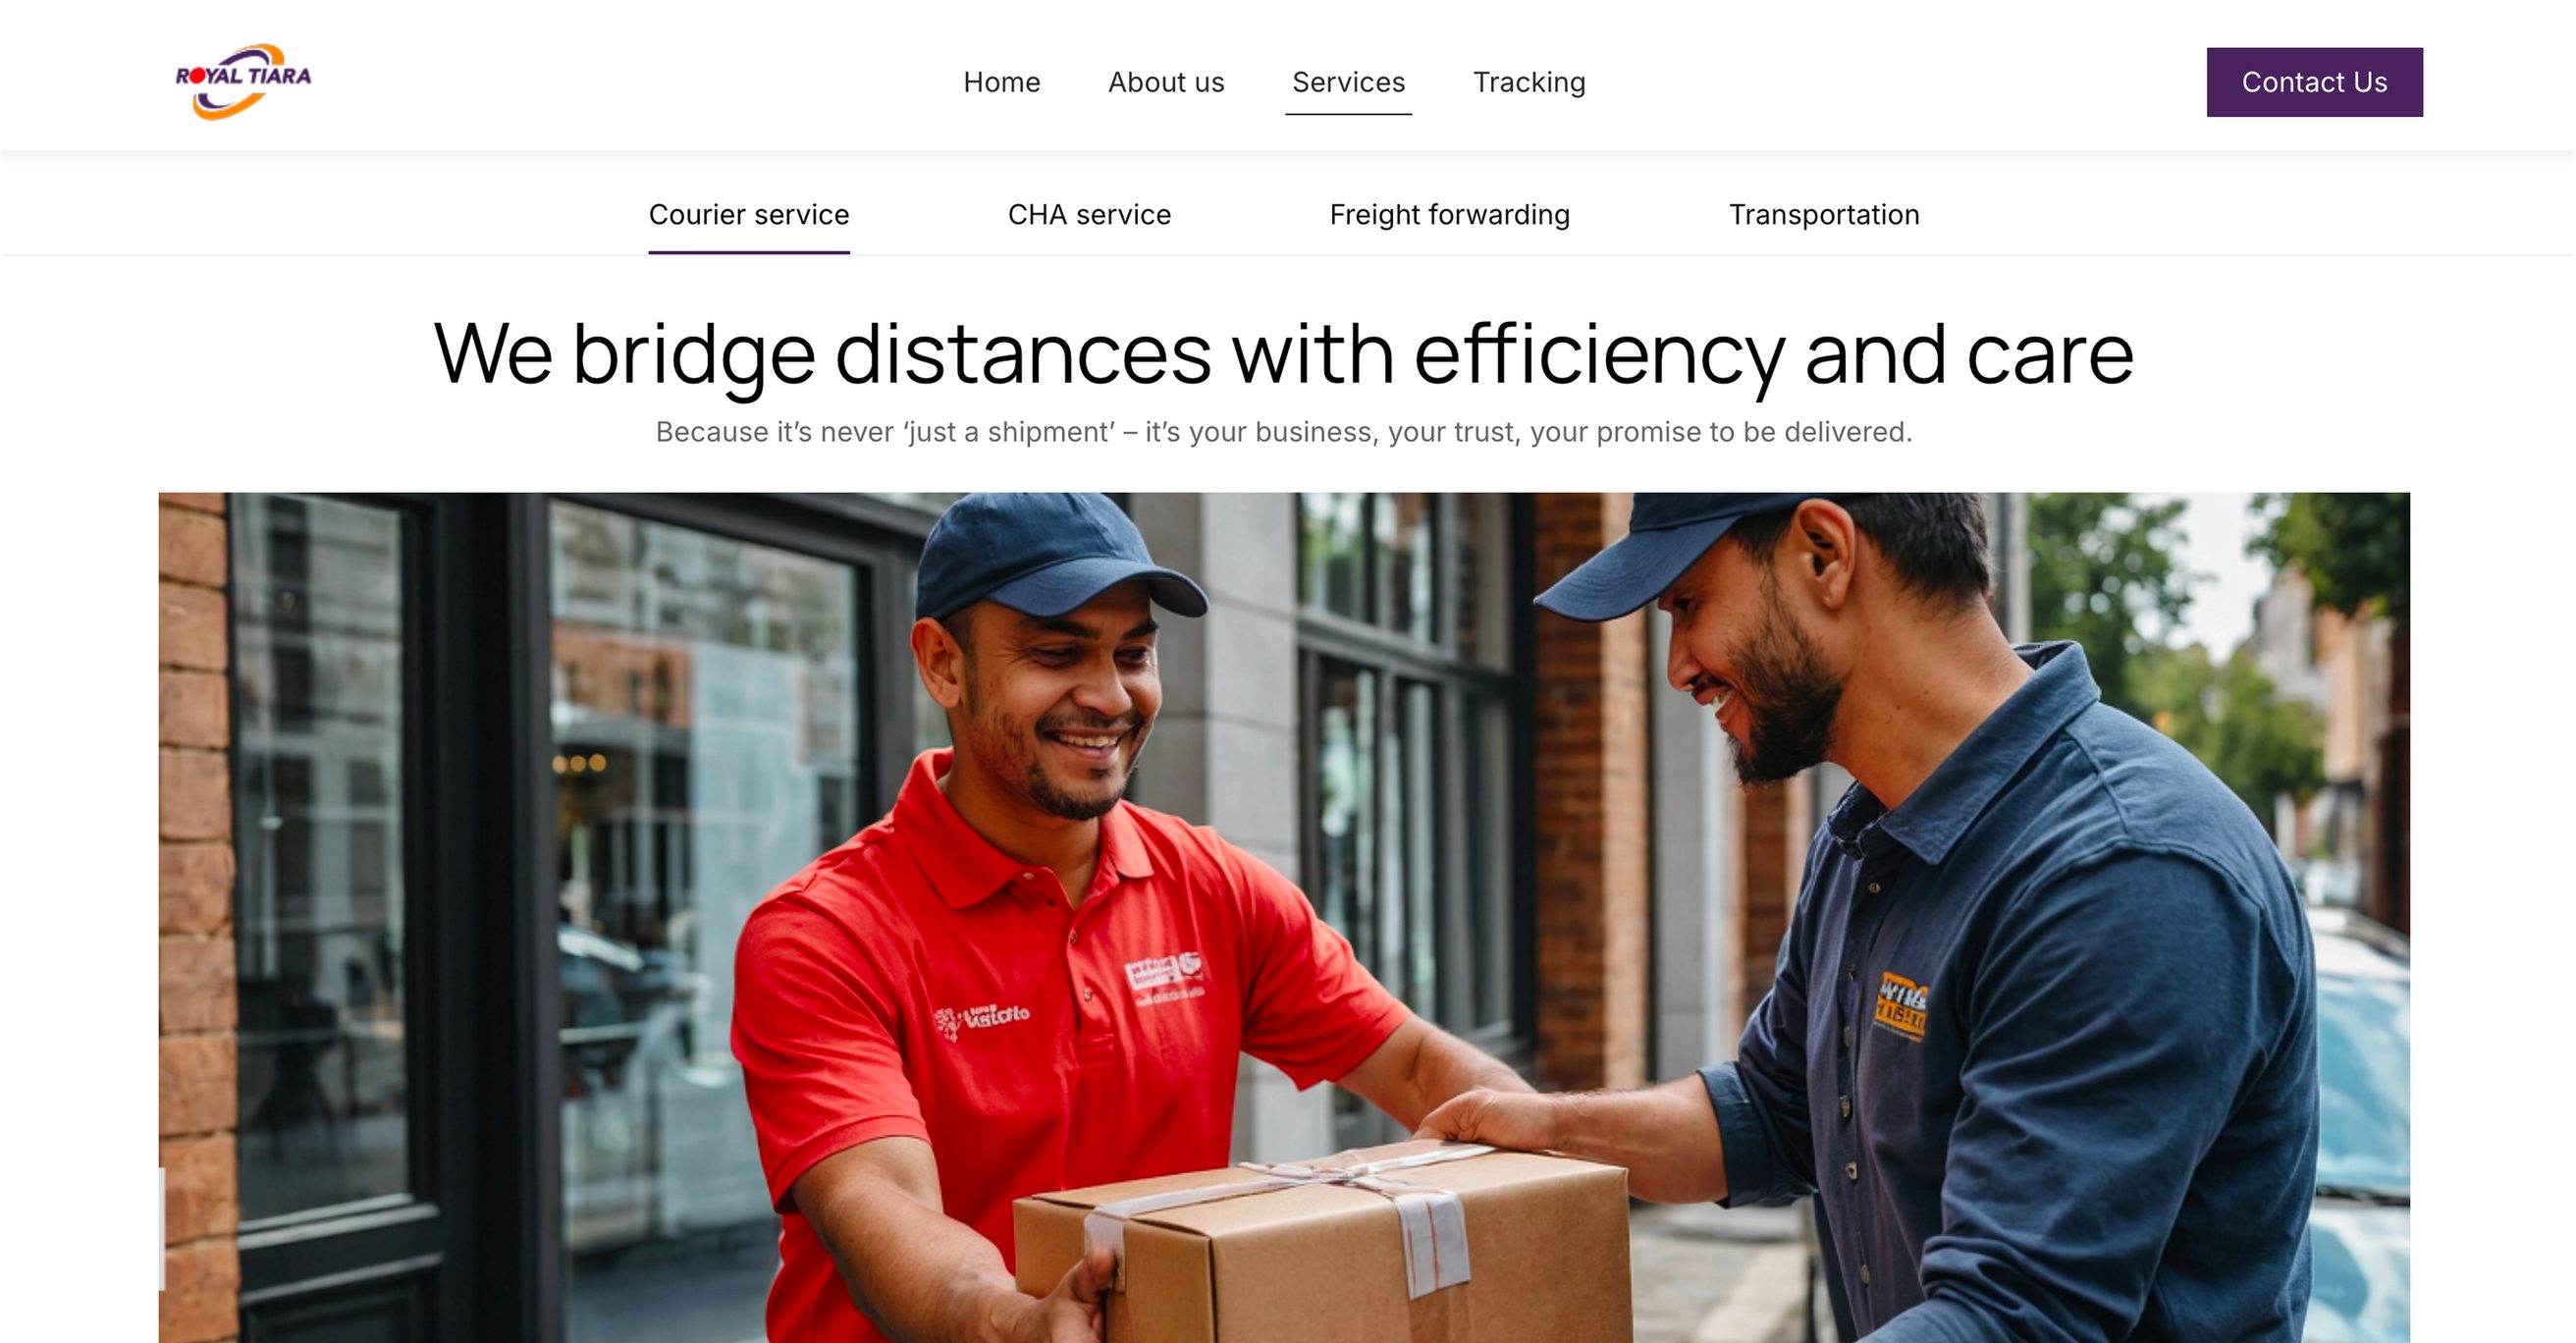 ROYAL TIARA
Home
About us
Services
Tracking
Contact Us
Courier service
CHA service
Freight forwarding
Transportation
We bridge distances with efficiency and care
Because it’s never ‘just a shipment’ – it’s your business, your trust, your promise to be delivered.